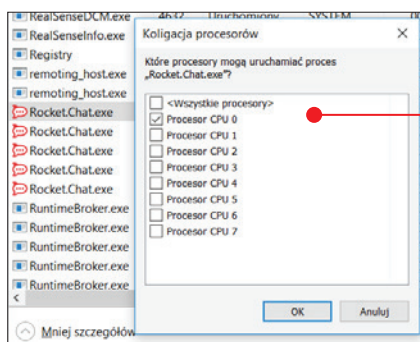 RealSenseDCM.exe 4632 Uruchomiony SYSTEM
RealSenseInfo.exe
Registry
remoting_host.exe
remoting_host.exe
Rocket.Chat.exe
Rocket.Chat.exe
Rocket.Chat.exe
Rocket.Chat.exe
Rocket.Chat.exe
RuntimeBroker.exe
RuntimeBroker.exe
RuntimeBroker.exe
RuntimeBroker.exe
RuntimeBroker.exe
Mniej szczegółów
Koligacja procesorów
Które procesory mogą uruchamiać proces
„Rocket.Chat.exe”?
<Wszystkie procesory>
Procesor CPU 0
Procesor CPU 1
Procesor CPU 2
Procesor CPU 3
Procesor CPU 4
Procesor CPU 5
Procesor CPU 6
Procesor CPU 7
OK Anuluj